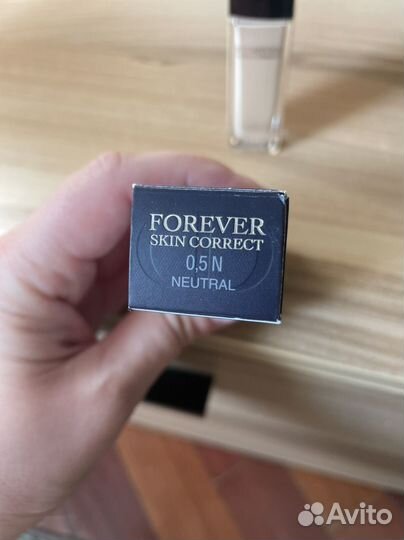 FOREVER
SKIN CORRECT
0,5 N
NEUTRAL
Avito